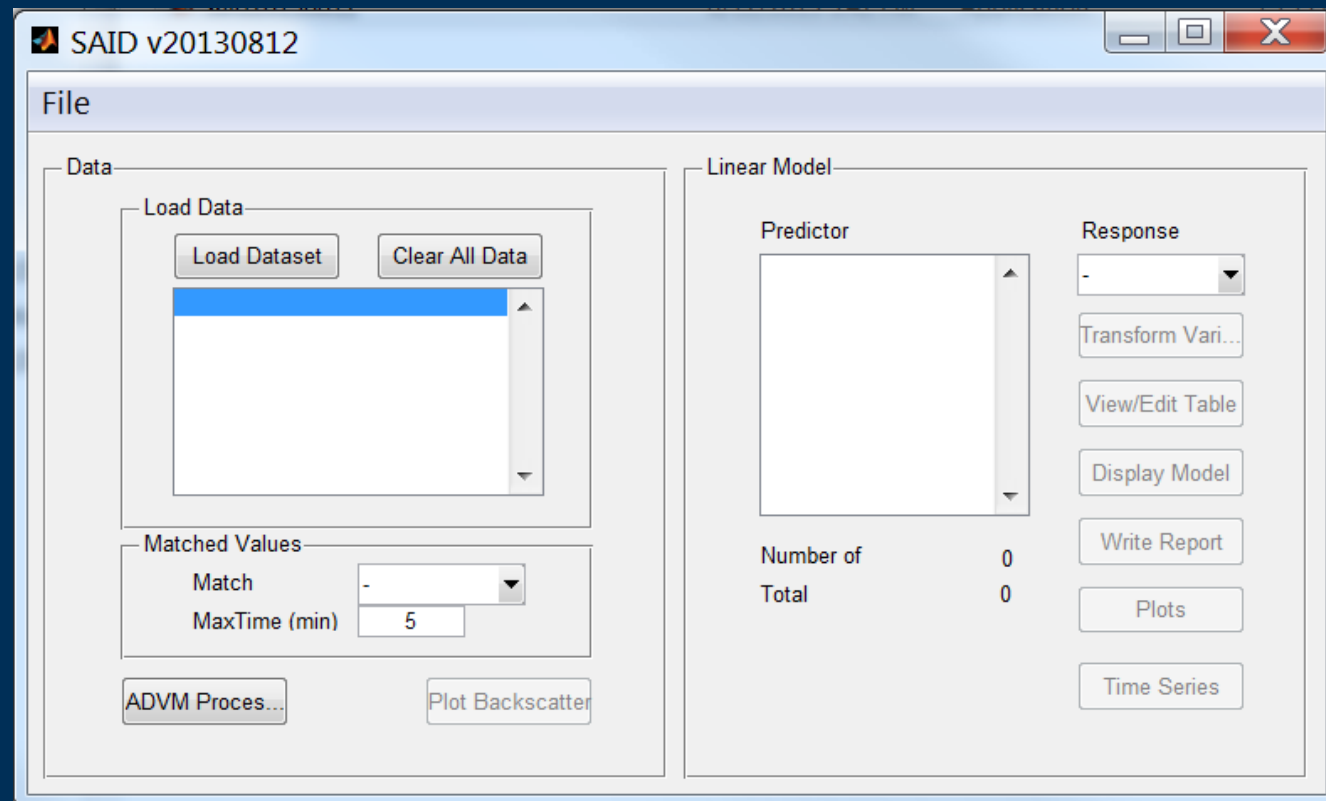 SAID v20130812
File
Data
Load Data
Load Dataset
Clear All Data
Matched Values
Match
-
MaxTime (min)
5
ADVM Proces...
Plot Backscatter
Linear Model
Predictor
Response
-
Transform Vari...
View/Edit Table
Display Model
Write Report
Plots
Time Series
Number of
0
Total
0